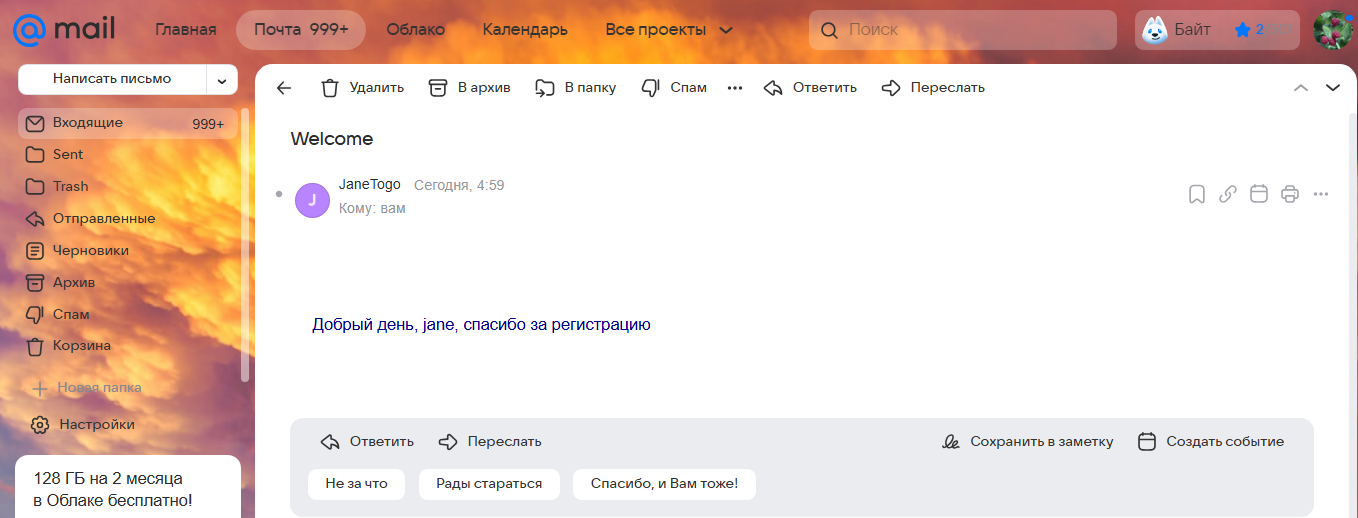 @mail Главная Почта 999+ Облако Календарь Все проекты Поиск Байт 2
Написать письмо
Входящие 999+
Sent
Trash
Отправленные
Черновики
Архив
Спам
Корзина
Новая папка
Настройки
128 ГБ на 2 месяца
в Облаке бесплатно!
Удалить В архив В папку Спам Ответить Переслать
Welcome
J
JaneTogo Сегодня, 4:59
Кому: вам
Добрый день, jane, спасибо за регистрацию
Ответить Переслать Сохранить в заметку Создать событие
Не за что Рады стараться Спасибо, и Вам тоже!